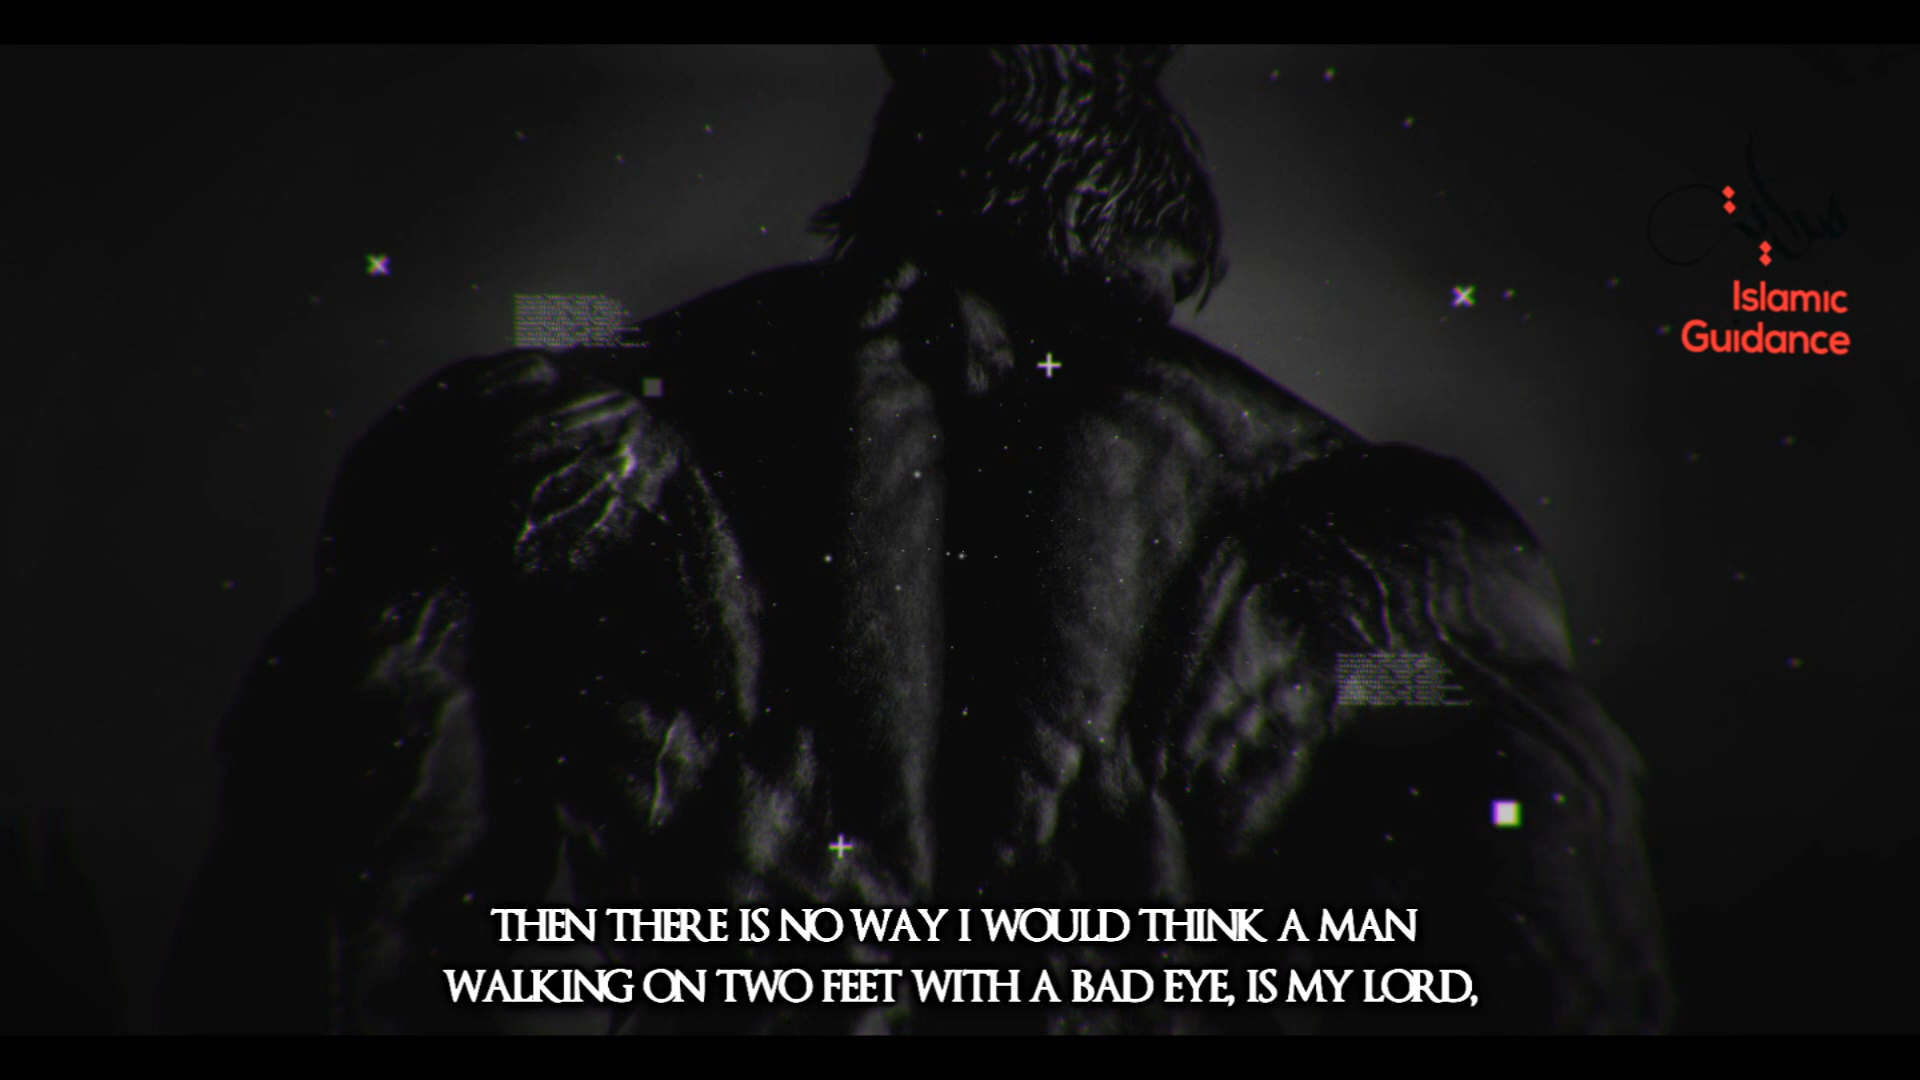 Islamic
Guidance
THEN THERE IS NO WAY I WOULD THINK A MAN
WALKING ON TWO FEET WITH A BAD EYE, IS MY LORD,